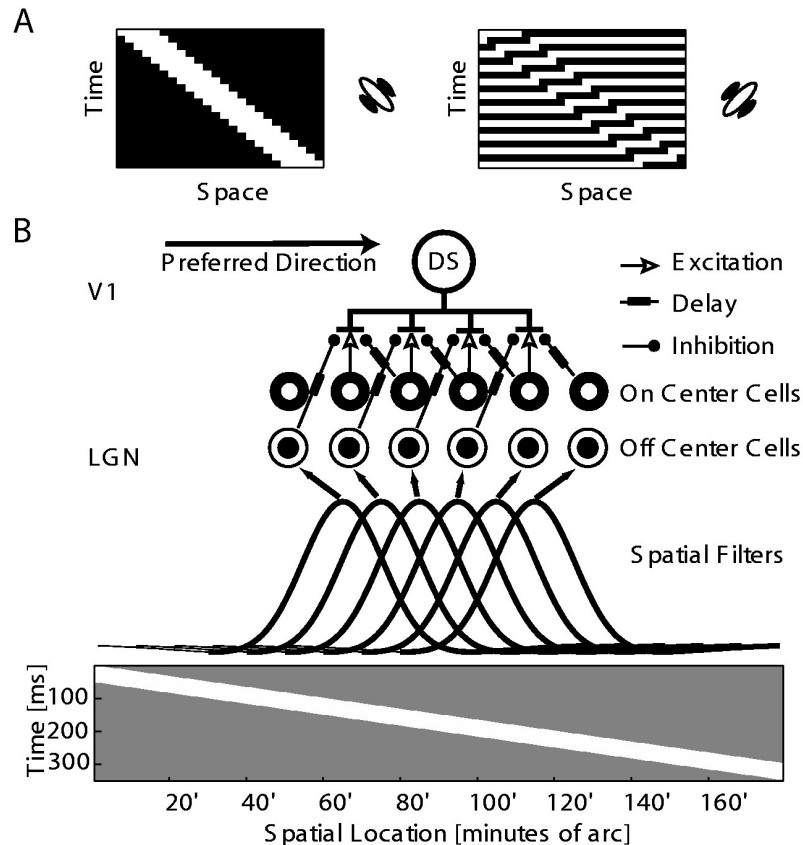 A
Time
Space
Time
Space
B
Preferred Direction
DS
V1
Excitation
Delay
Inhibition
On Center Cells
Off Center Cells
LGN
Spatial Filters
Time [ms]
100
200
300
20' 40' 60' 80' 100' 120' 140' 160'
Spatial Location [minutes of arc]